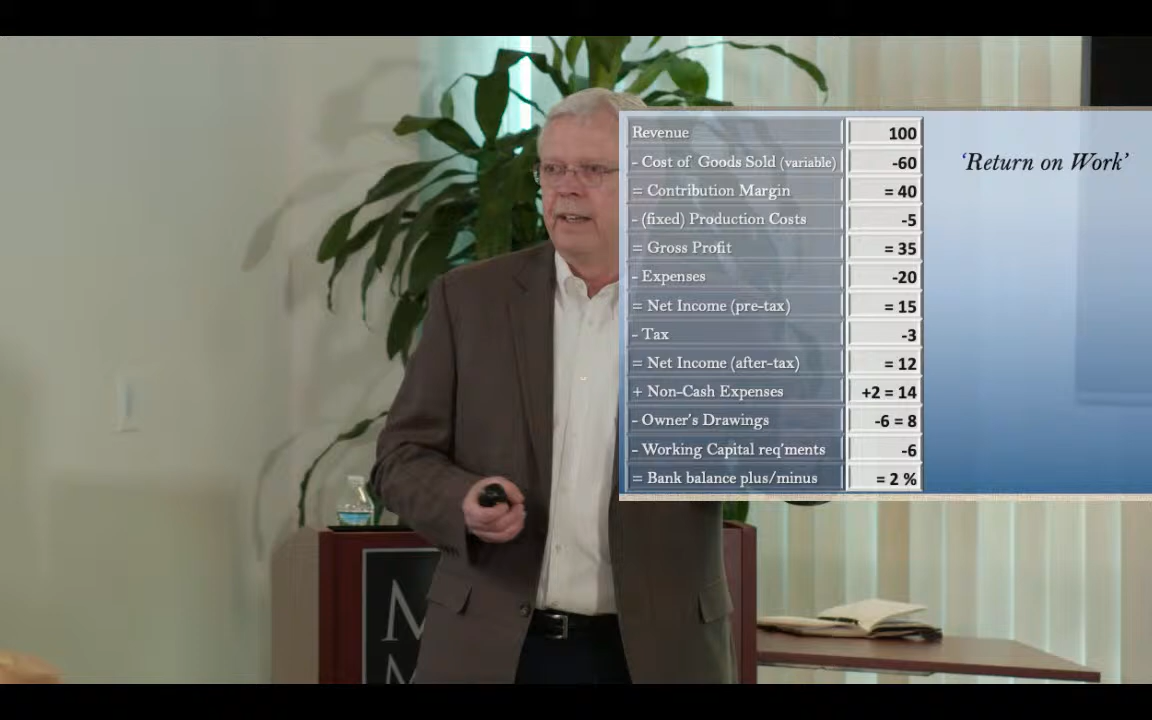 Revenue 100
- Cost of Goods Sold (variable) -60
= Contribution Margin = 40
- (fixed) Production Costs -5
= Gross Profit = 35
- Expenses -20
= Net Income (pre-tax) = 15
- Tax -3
= Net Income (after-tax) = 12
+ Non-Cash Expenses +2 = 14
- Owner's Drawings -6 = 8
- Working Capital req'ments -6
= Bank balance plus/minus = 2 %
'Return on Work'
M